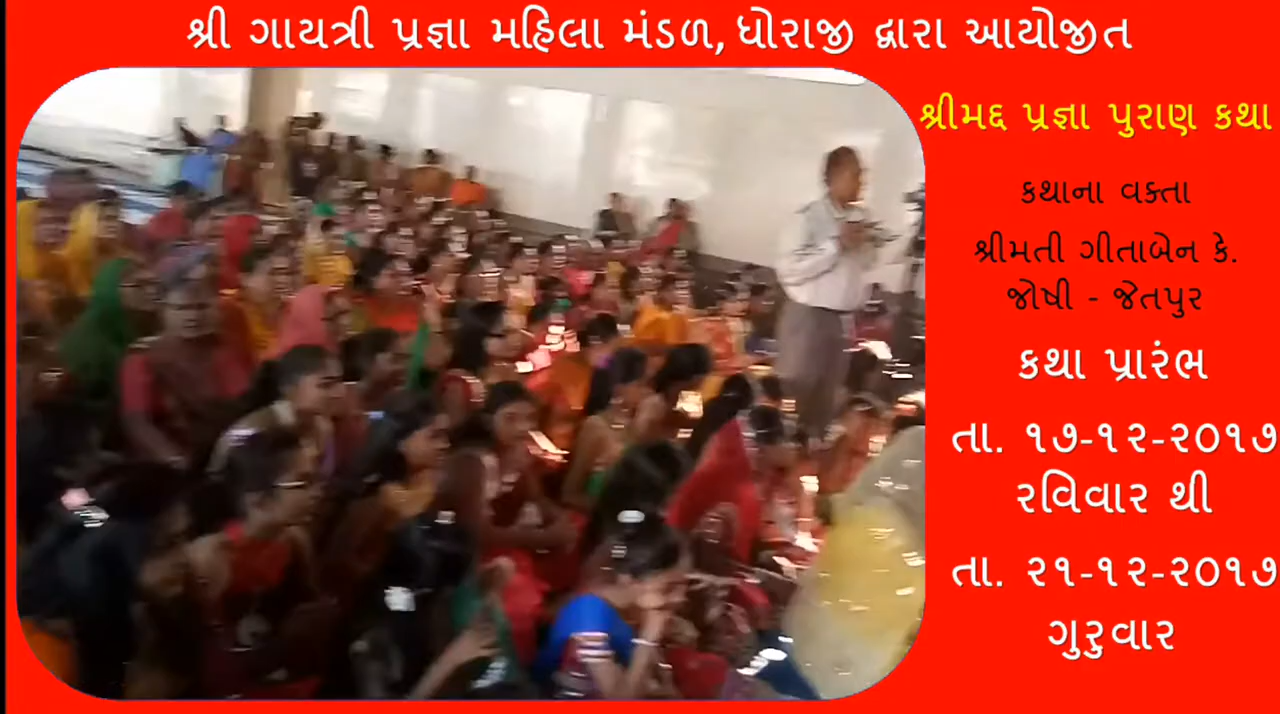 શ્રી ગાયત્રી પ્રજ્ઞા મહિલા મંડળ, ધોરાજી દ્વારા આયોજીત
શ્રીમદ્દ પ્રજ્ઞા પુરાણ કથા
કથાના વક્તા
શ્રીમતી ગીતાબેન કે.
જોષી - જેતપુર
કથા પ્રારંભ
તા. ૧૭-૧૨-૨૦૧૭
રવિવાર થી
તા. ૨૧-૧૨-૨૦૧૭
ગુરુવાર